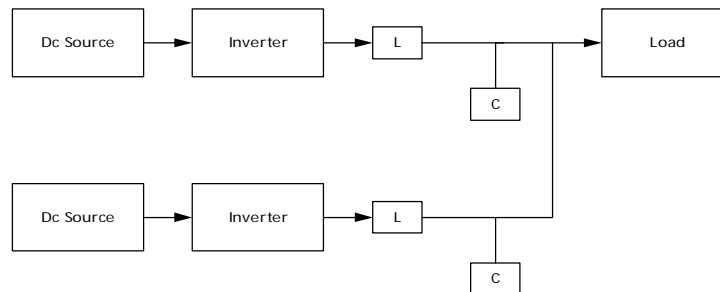 Dc Source
Inverter
L
Load
C
Dc Source
Inverter
L
C